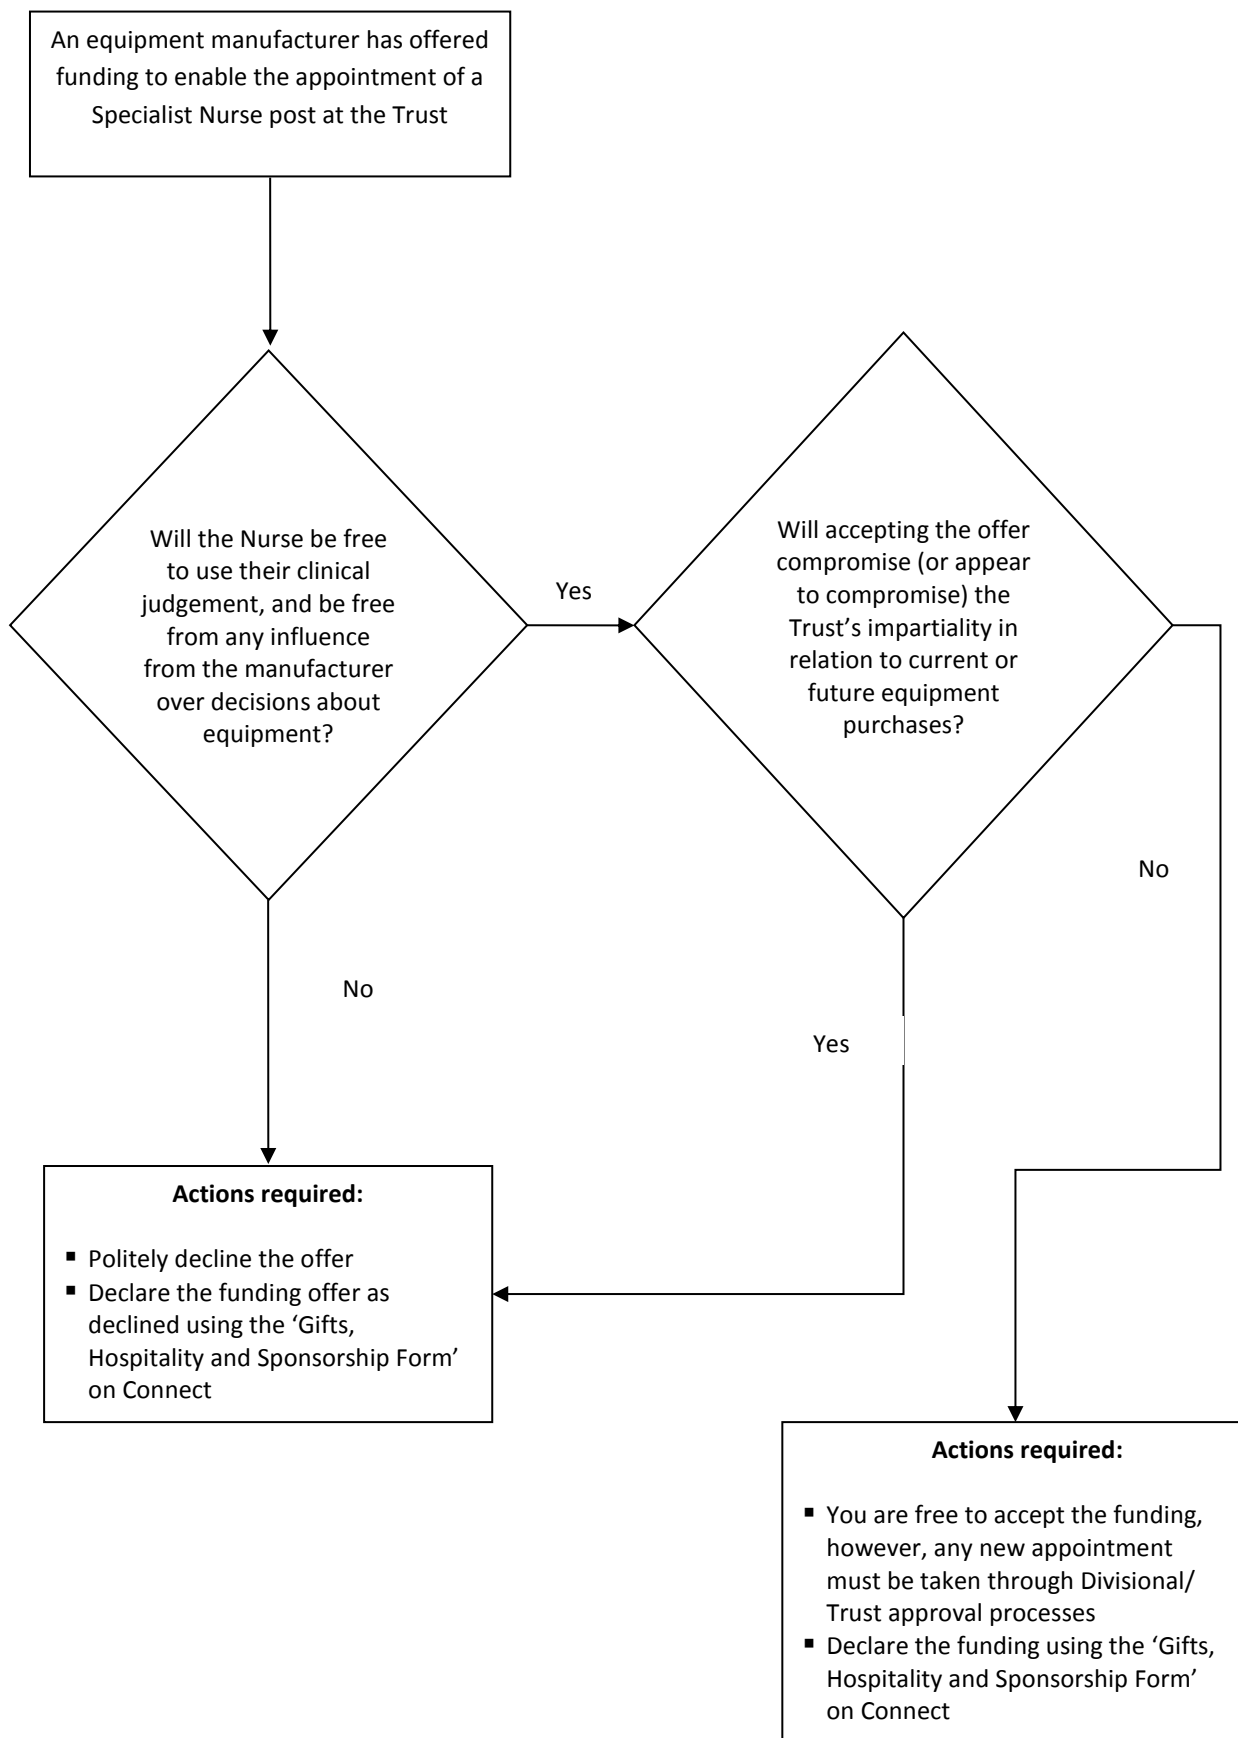 An equipment manufacturer has offered
funding to enable the appointment of a
Specialist Nurse post at the Trust
Will the Nurse be free
to use their clinical
judgement, and be free
from any influence
from the manufacturer
over decisions about
equipment?
Yes
Will accepting the offer
compromise (or appear
to compromise) the
Trust’s impartiality in
relation to current or
future equipment
purchases?
No
No
Yes
Actions required:
▪ Politely decline the offer
▪ Declare the funding offer as
declined using the ‘Gifts,
Hospitality and Sponsorship Form’
on Connect
Actions required:
▪ You are free to accept the funding,
however, any new appointment
must be taken through Divisional/
Trust approval processes
▪ Declare the funding using the ‘Gifts,
Hospitality and Sponsorship Form’
on Connect